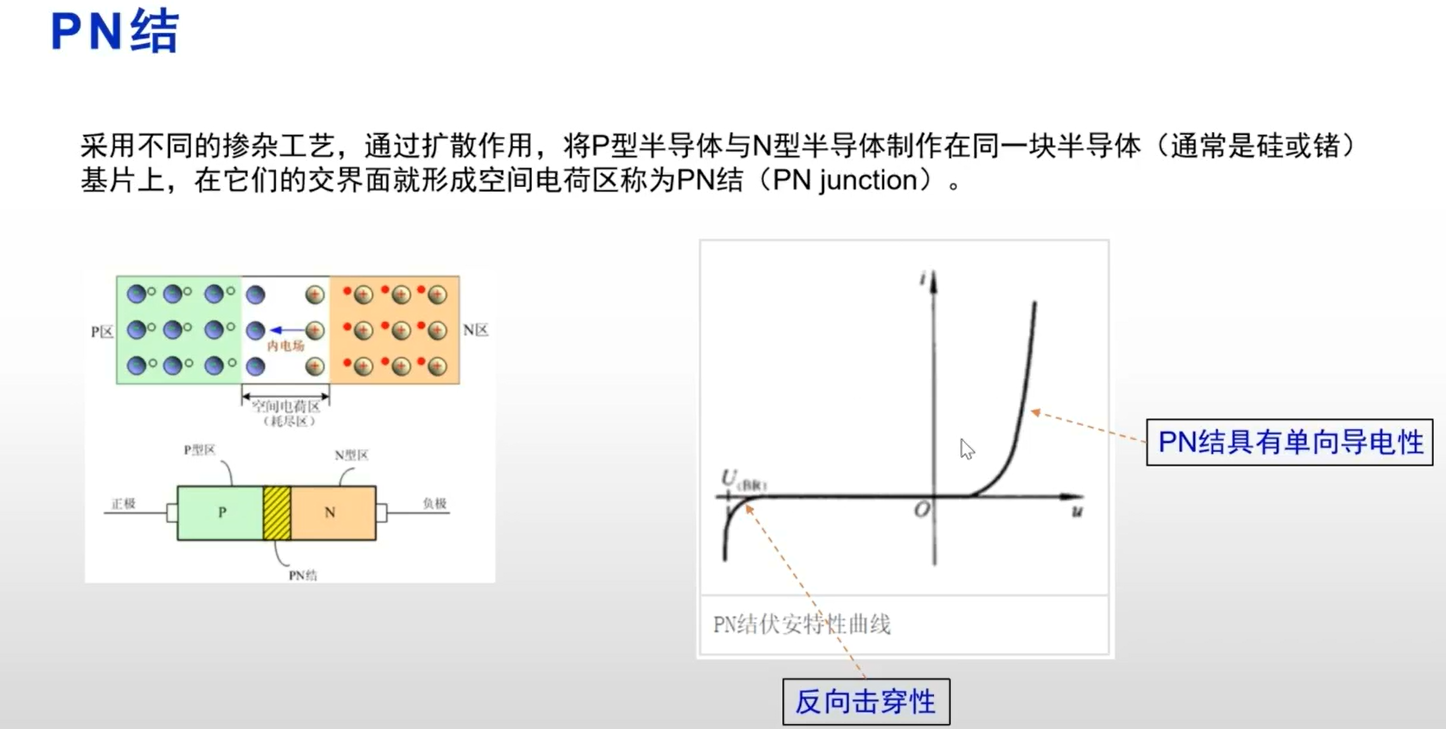 PN结
采用不同的掺杂工艺，通过扩散作用，将P型半导体与N型半导体制作在同一块半导体（通常是硅或锗）
基片上，在它们的交界面就形成空间电荷区称为PN结（PN junction）。
P区
内电场
N区
空间电荷区
（耗尽区）
P型区
N型区
正极
P
N
负极
PN结
i
U(BR)
O
u
PN结伏安特性曲线
PN结具有单向导电性
反向击穿性